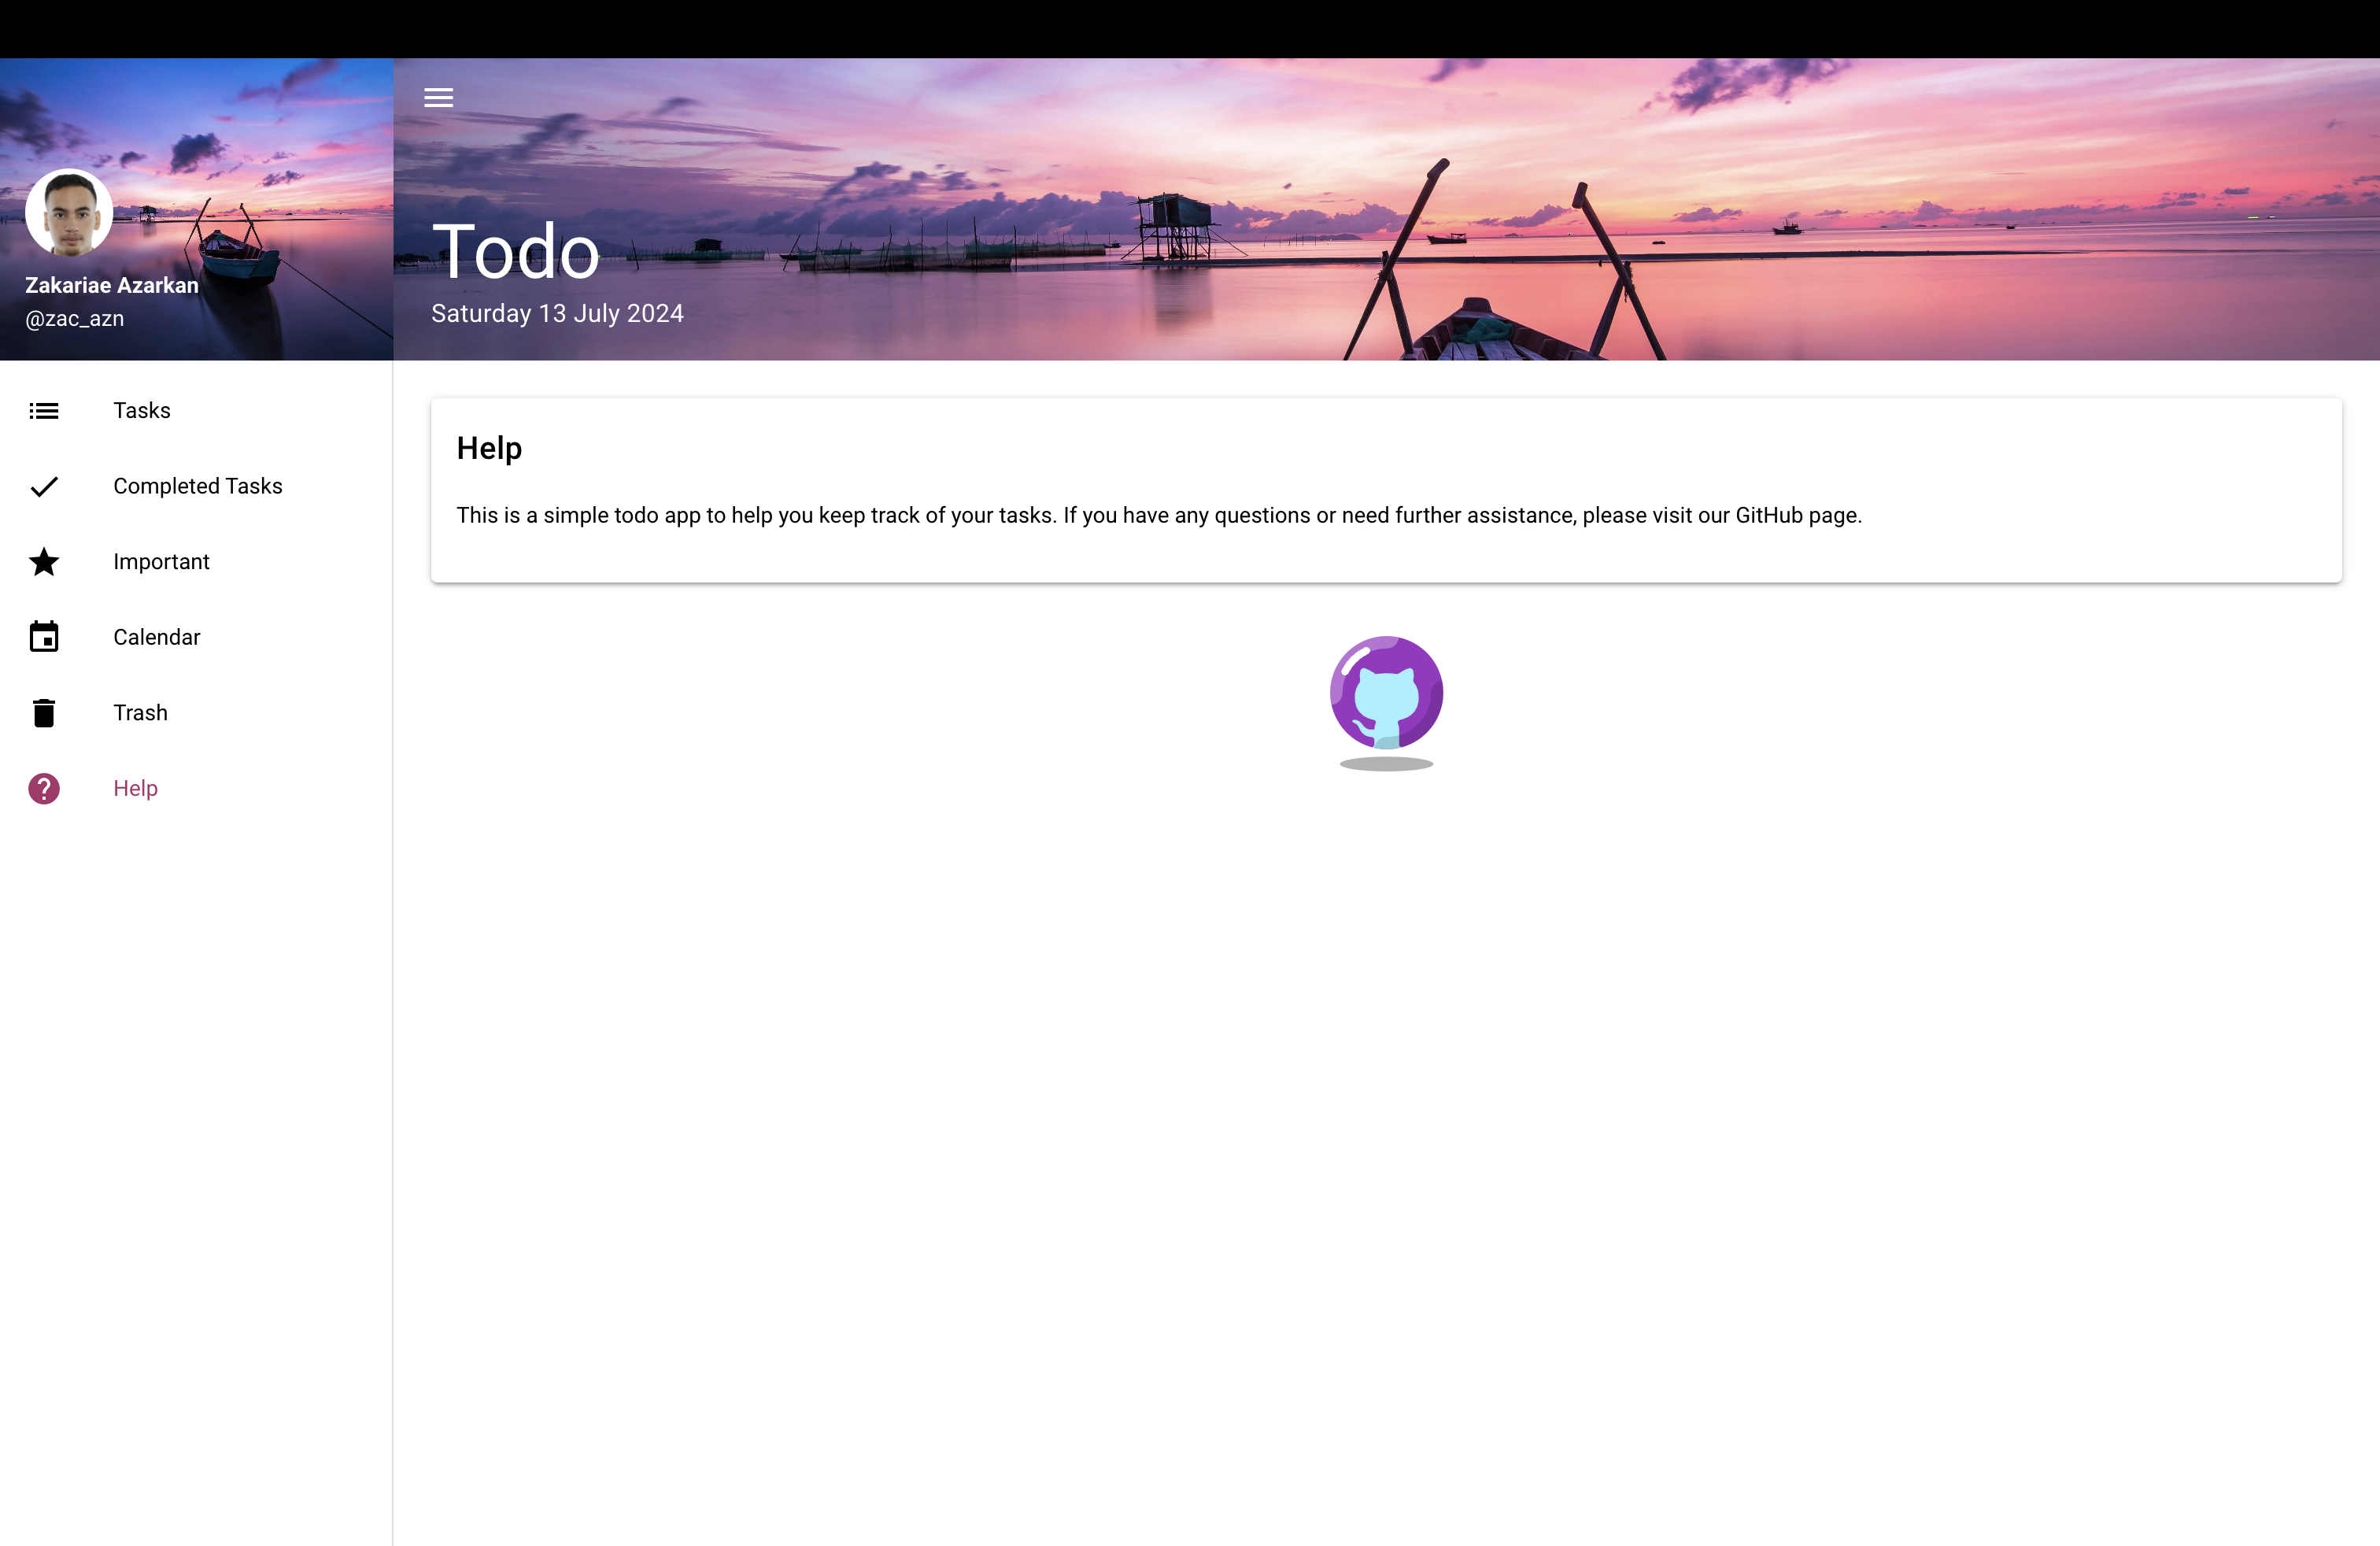 Zakariae Azarkan
@zac_azn
Todo
Saturday 13 July 2024
Tasks
Completed Tasks
Important
Calendar
Trash
Help
Help
This is a simple todo app to help you keep track of your tasks. If you have any questions or need further assistance, please visit our GitHub page.